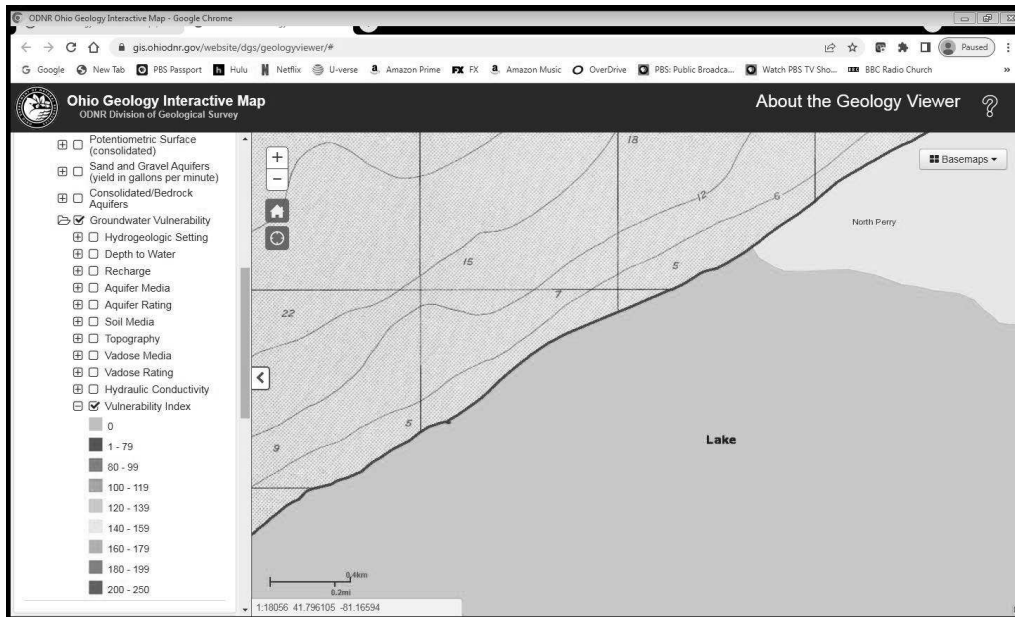 ODNR Ohio Geology Interactive Map - Google Chrome
gis.ohiodnr.gov/website/dgs/geologyviewer/#
Paused
Google New Tab PBS Passport Hulu Netflix U-verse Amazon Prime FX Amazon Music OverDrive PBS: Public Broadca... Watch PBS TV Sho... BBC Radio Church »
Ohio Geology Interactive Map
ODNR Division of Geological Survey
About the Geology Viewer ?
Potentiometric Surface
(consolidated)
Sand and Gravel Aquifers
(yield in gallons per minute)
Consolidated/Bedrock
Aquifers
Groundwater Vulnerability
Hydrogeologic Setting
Depth to Water
Recharge
Aquifer Media
Aquifer Rating
Soil Media
Topography
Vadose Media
Vadose Rating
Hydraulic Conductivity
Vulnerability Index
0
1 - 79
80 - 99
100 - 119
120 - 139
140 - 159
160 - 179
180 - 199
200 - 250
+
−
Basemaps
18
12
6
North Perry
15
5
7
22
5
9
Lake
0.4km
0.2mi
1:18056 41.796105 -81.16594